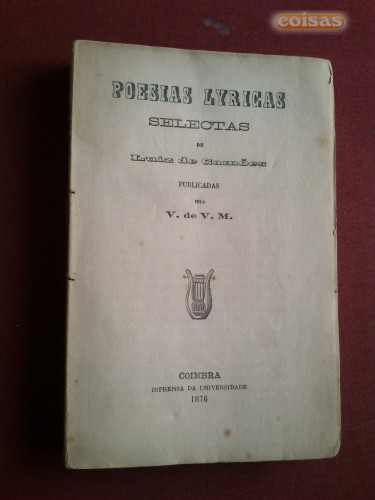 coisas
POESIAS LYRICAS
SELECTAS
DE
Luiz de Camões
PUBLICADAS
PELA
V. de V. M.
COIMBRA
IMPRENSA DA UNIVERSIDADE
1876